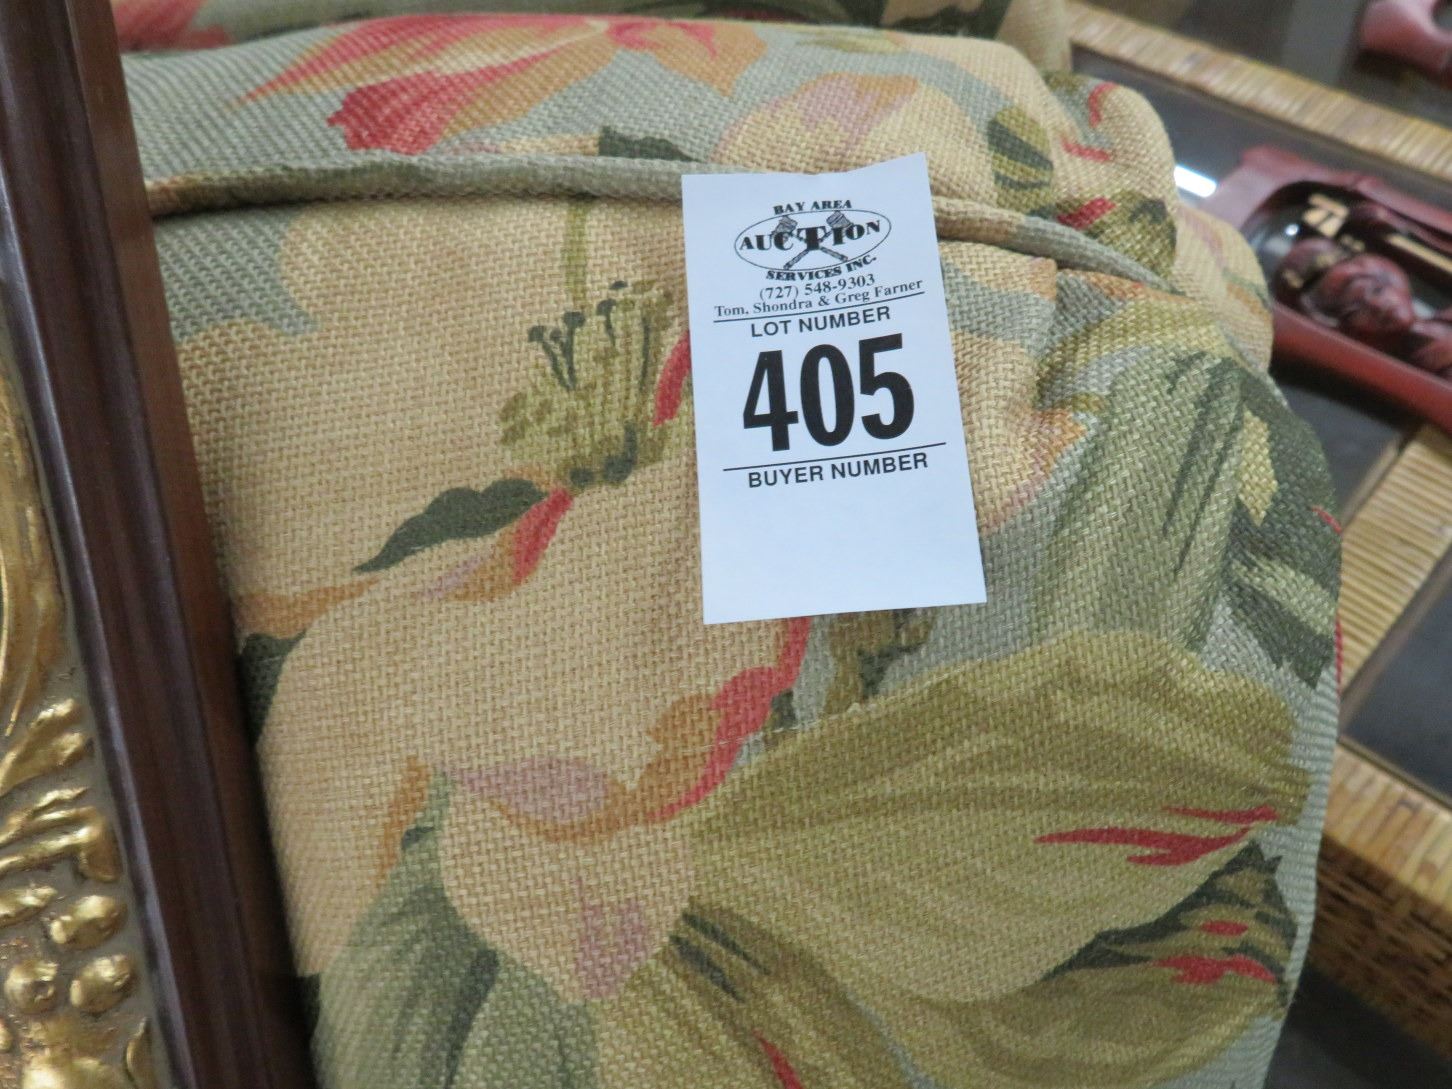 BAY AREA
AUCTION
SERVICES INC.
(727) 548-9303
Tom, Shondra & Greg Farner
LOT NUMBER
405
BUYER NUMBER